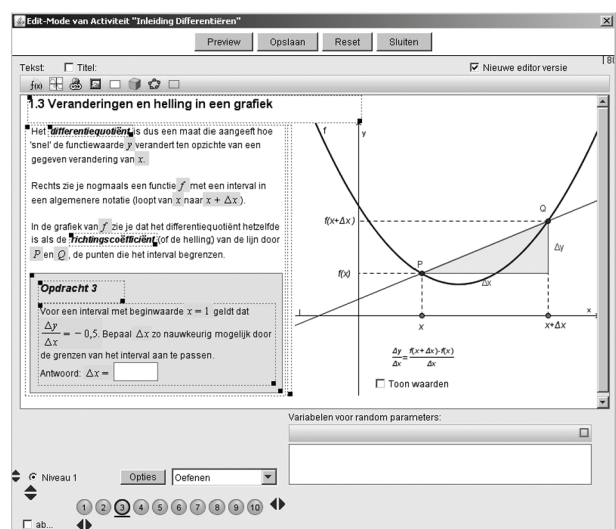 Edit-Mode van Activiteit "Inleiding Differentiëren"
Preview Opslaan Reset Sluiten
Tekst: Titel: Nieuwe editor versie
f(x)
1.3 Veranderingen en helling in een grafiek
Het differentiequotiënt is dus een maat die aangeeft hoe
'snel' de functiewaarde y verandert ten opzichte van een
gegeven verandering van x.
Rechts zie je nogmaals een functie f met een interval in
een algemenere notatie (loopt van x naar x + Δx).
In de grafiek van f zie je dat het differentiequotiënt hetzelfde
is als de richtingscoëfficiënt (of de helling) van de lijn door
P en Q, de punten die het interval begrenzen.
Opdracht 3
Voor een interval met beginwaarde x = 1 geldt dat
Δy/Δx = − 0,5. Bepaal Δx zo nauwkeurig mogelijk door
de grenzen van het interval aan te passen.
Antwoord: Δx =
f y
Q
f(x+Δx)
Δy
P
f(x)
Δx
x
x x+Δx
Δy/Δx = f(x+Δx)-f(x)/Δx
Toon waarden
Variabelen voor random parameters:
Niveau 1 Opties Oefenen
1 2 3 4 5 6 7 8 9 10
ab...